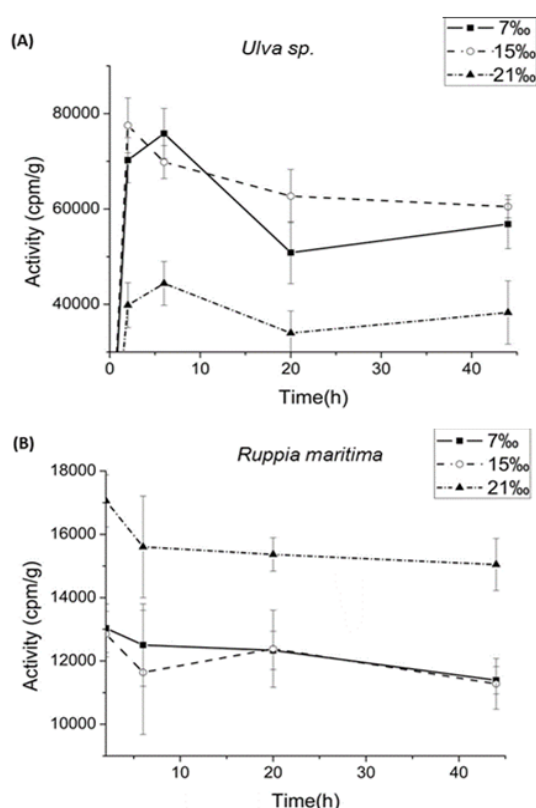 (A)
Ulva sp.
7‰
15‰
21‰
80000
60000
40000
Activity (cpm/g)
0
10
20
30
40
Time(h)
(B)
Ruppia maritima
7‰
15‰
21‰
18000
16000
14000
12000
10000
Activity (cpm/g)
10
20
30
40
Time(h)